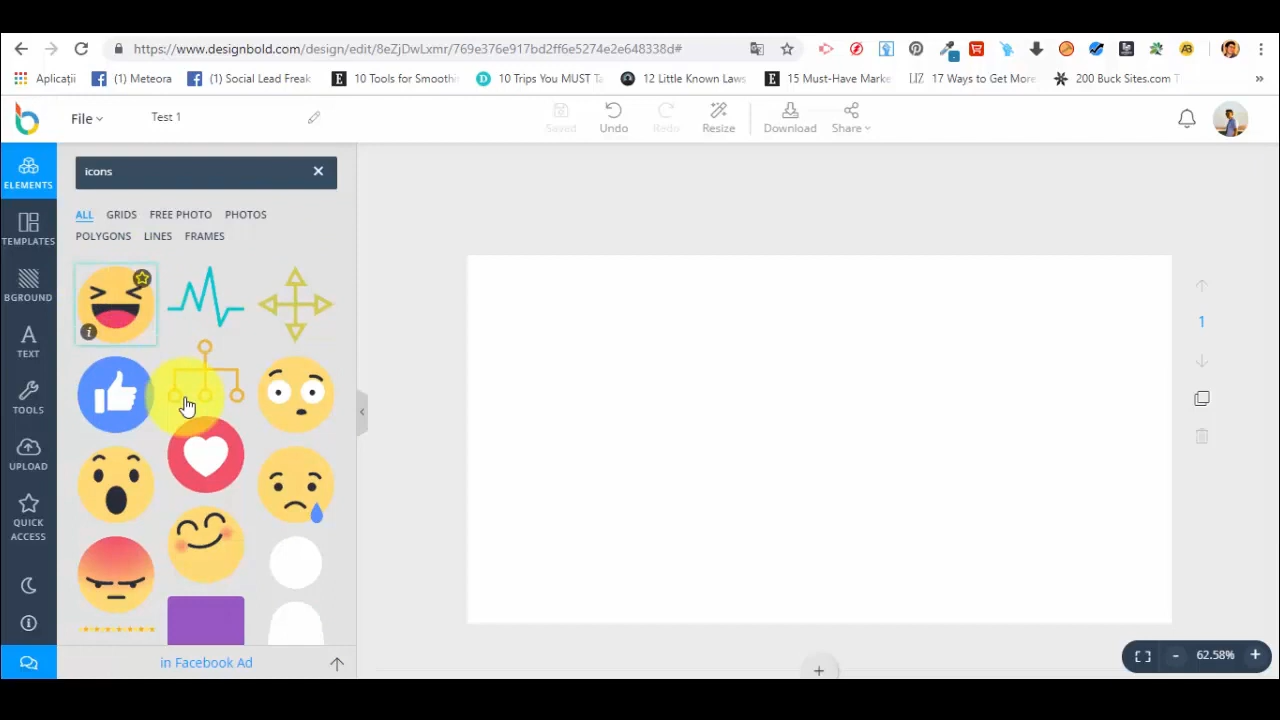 https://www.designbold.com/design/edit/8eZjDwLxmr/769e376e917bd2ff6e5274e2e648338d#
Aplicații
(1) Meteora
(1) Social Lead Freak
10 Tools for Smoothi
10 Trips You MUST Ta
12 Little Known Laws
15 Must-Have Marke
17 Ways to Get More
200 Buck Sites.com T
»
File
Test 1
Saved
Undo
Redo
Resize
Download
Share
ELEMENTS
TEMPLATES
BGROUND
TEXT
TOOLS
UPLOAD
QUICK
ACCESS
icons
ALL
GRIDS
FREE PHOTO
PHOTOS
POLYGONS
LINES
FRAMES
in Facebook Ad
1
- 62.58% +